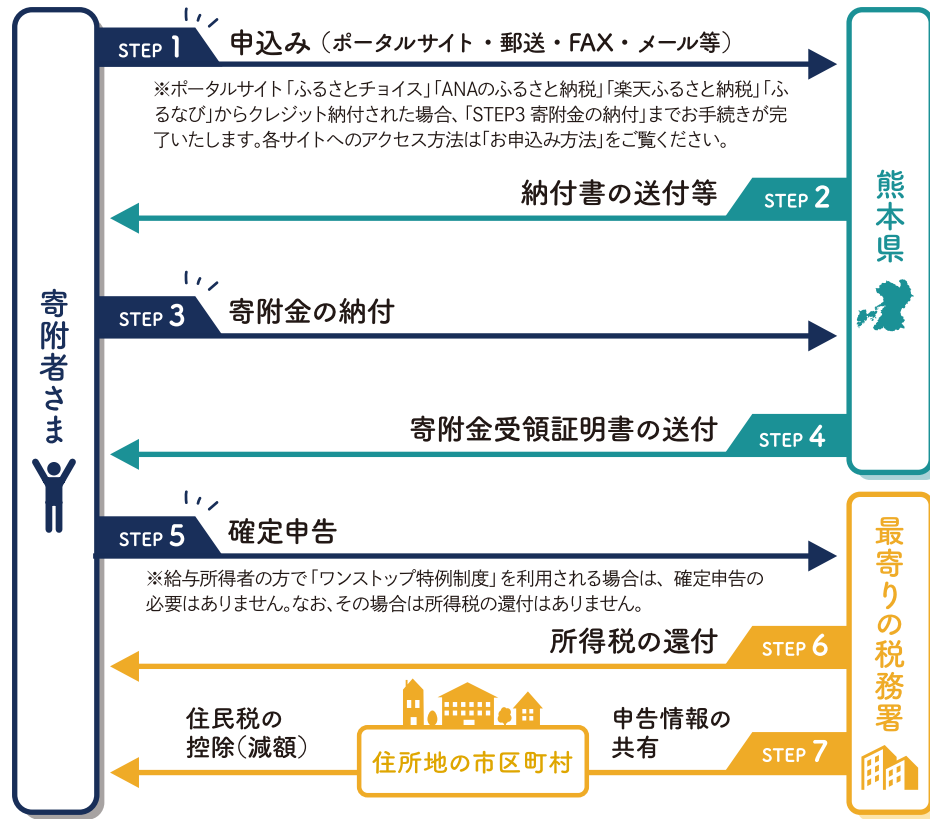 STEP 1 申込み（ポータルサイト・郵送・FAX・メール等）
※ポータルサイト「ふるさとチョイス」「ANAのふるさと納税」「楽天ふるさと納税」「ふ
るなび」からクレジット納付された場合、「STEP3 寄附金の納付」までお手続きが完
了いたします。各サイトへのアクセス方法は「お申込み方法」をご覧ください。
納付書の送付等 STEP 2
熊本県
寄附者さま
STEP 3 寄附金の納付
寄附金受領証明書の送付 STEP 4
STEP 5 確定申告
※給与所得者の方で「ワンストップ特例制度」を利用される場合は、確定申告の
必要はありません。なお、その場合は所得税の還付はありません。
最寄りの税務署
所得税の還付 STEP 6
申告情報の
共有
STEP 7
住所地の市区町村
住民税の
控除（減額）